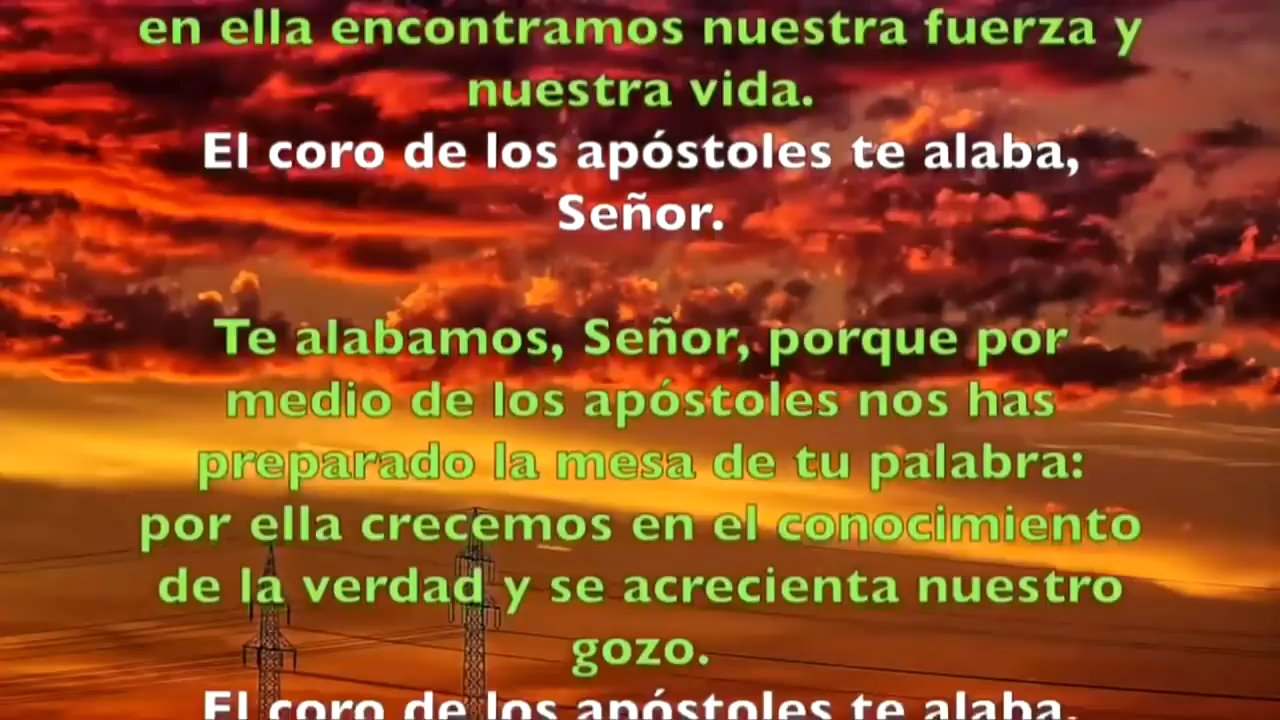 en ella encontramos nuestra fuerza y
nuestra vida.
El coro de los apóstoles te alaba,
Señor.
Te alabamos, Señor, porque por
medio de los apóstoles nos has
preparado la mesa de tu palabra:
por ella crecemos en el conocimiento
de la verdad y se acrecienta nuestro
gozo.
El coro de los apóstoles te alaba,